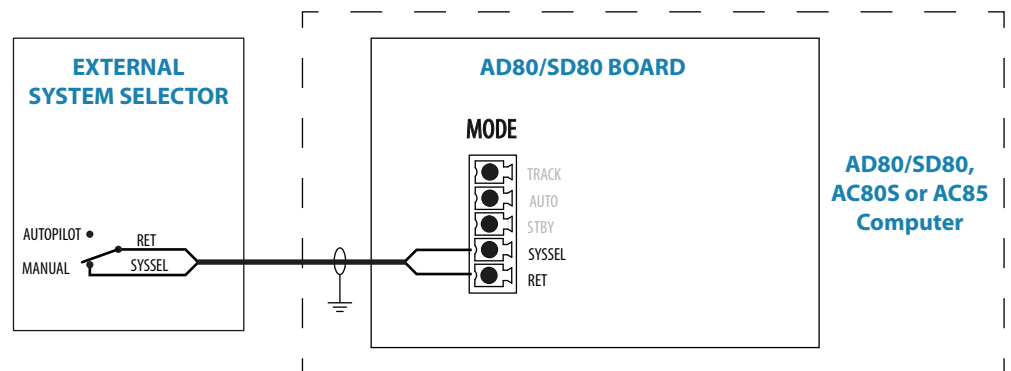 EXTERNAL
SYSTEM SELECTOR
AUTOPILOT
MANUAL
RET
SYSSEL
AD80/SD80 BOARD
MODE
TRACK
AUTO
STBY
SYSSEL
RET
AD80/SD80,
AC80S or AC85
Computer